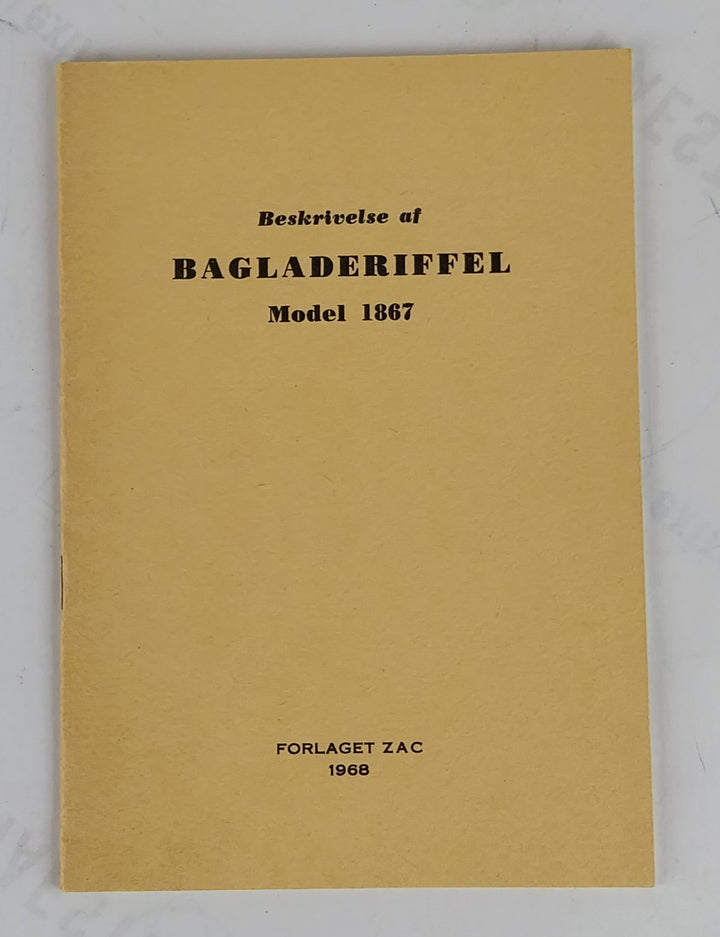 Beskrivelse af
BAGLADERIFFEL
Model 1867
FORLAGET ZAC
1968